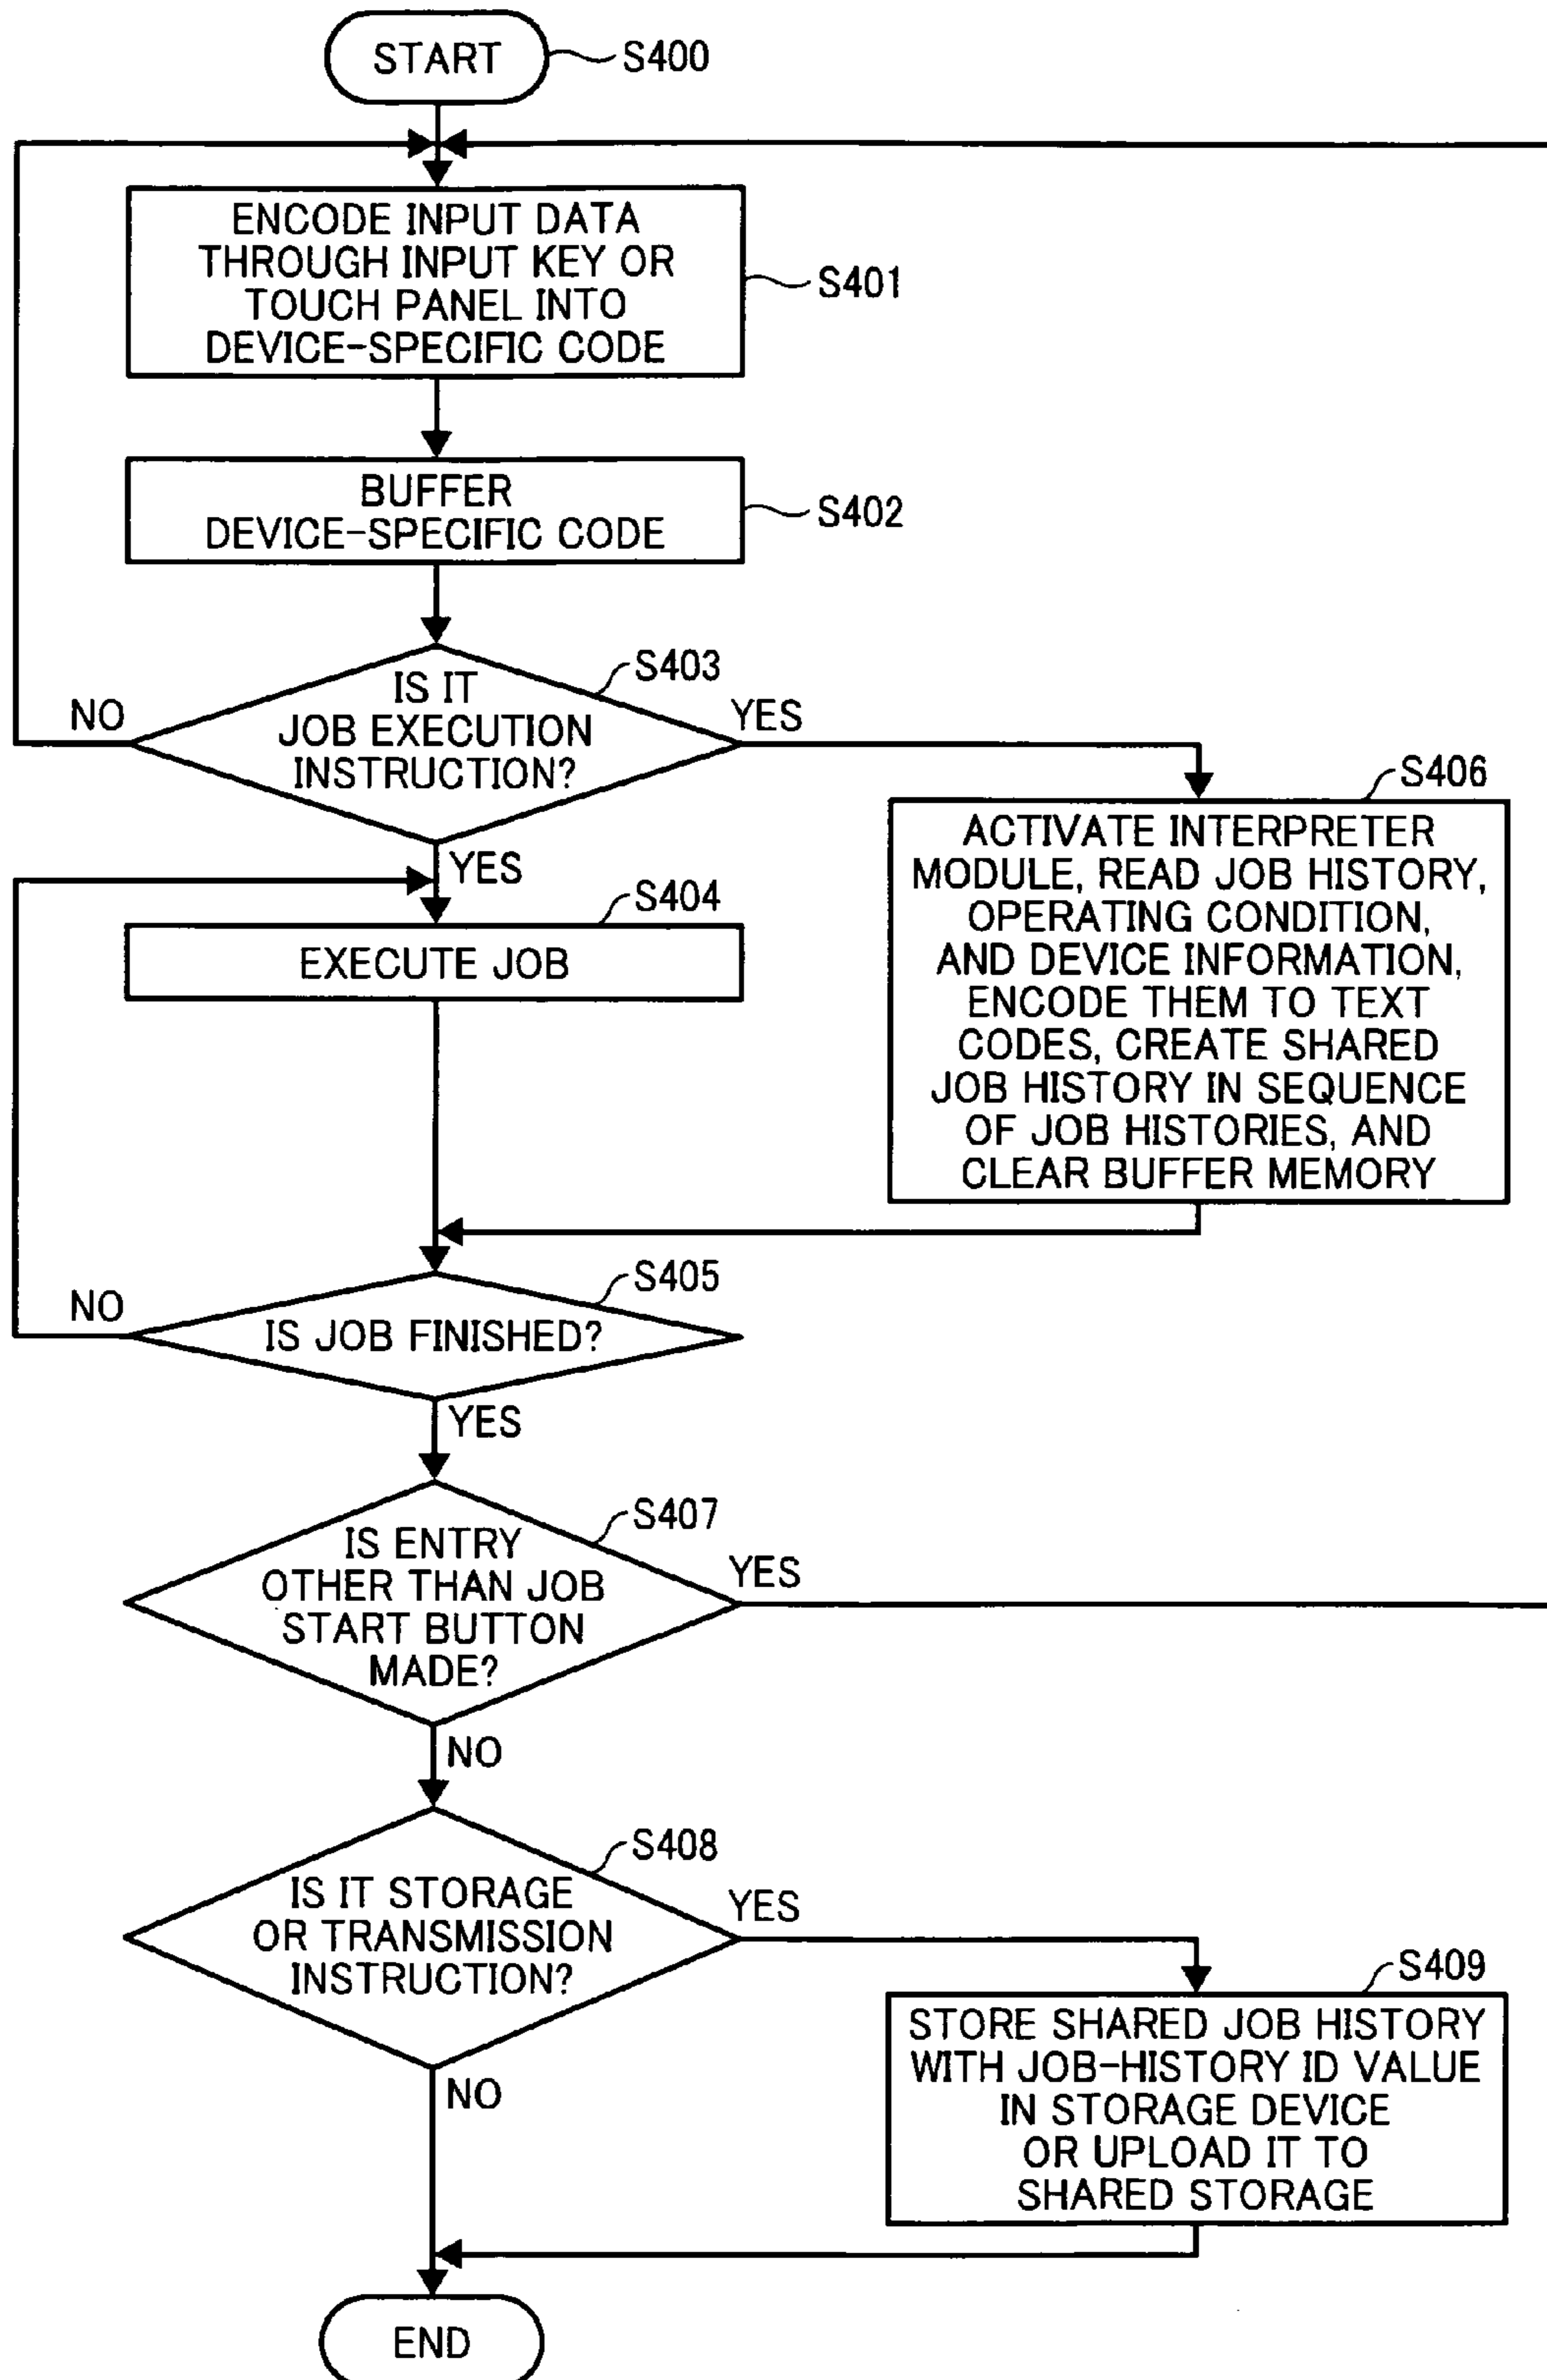 START
S400
ENCODE INPUT DATA
THROUGH INPUT KEY OR
TOUCH PANEL INTO
DEVICE-SPECIFIC CODE
S401
BUFFER
DEVICE-SPECIFIC CODE
S402
S403
IS IT
JOB EXECUTION
INSTRUCTION?
NO
YES
YES
S404
EXECUTE JOB
S406
ACTIVATE INTERPRETER
MODULE, READ JOB HISTORY,
OPERATING CONDITION,
AND DEVICE INFORMATION,
ENCODE THEM TO TEXT
CODES, CREATE SHARED
JOB HISTORY IN SEQUENCE
OF JOB HISTORIES, AND
CLEAR BUFFER MEMORY
S405
NO
IS JOB FINISHED?
YES
S407
IS ENTRY
OTHER THAN JOB
START BUTTON
MADE?
YES
NO
S408
IS IT STORAGE
OR TRANSMISSION
INSTRUCTION?
YES
NO
S409
STORE SHARED JOB HISTORY
WITH JOB-HISTORY ID VALUE
IN STORAGE DEVICE
OR UPLOAD IT TO
SHARED STORAGE
END